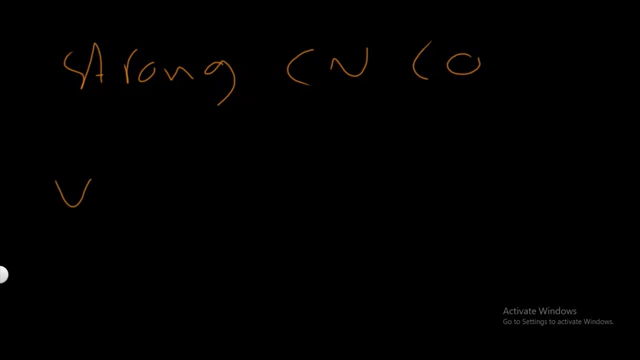 strong CN CO
V
Activate Windows
Go to Settings to activate Windows.